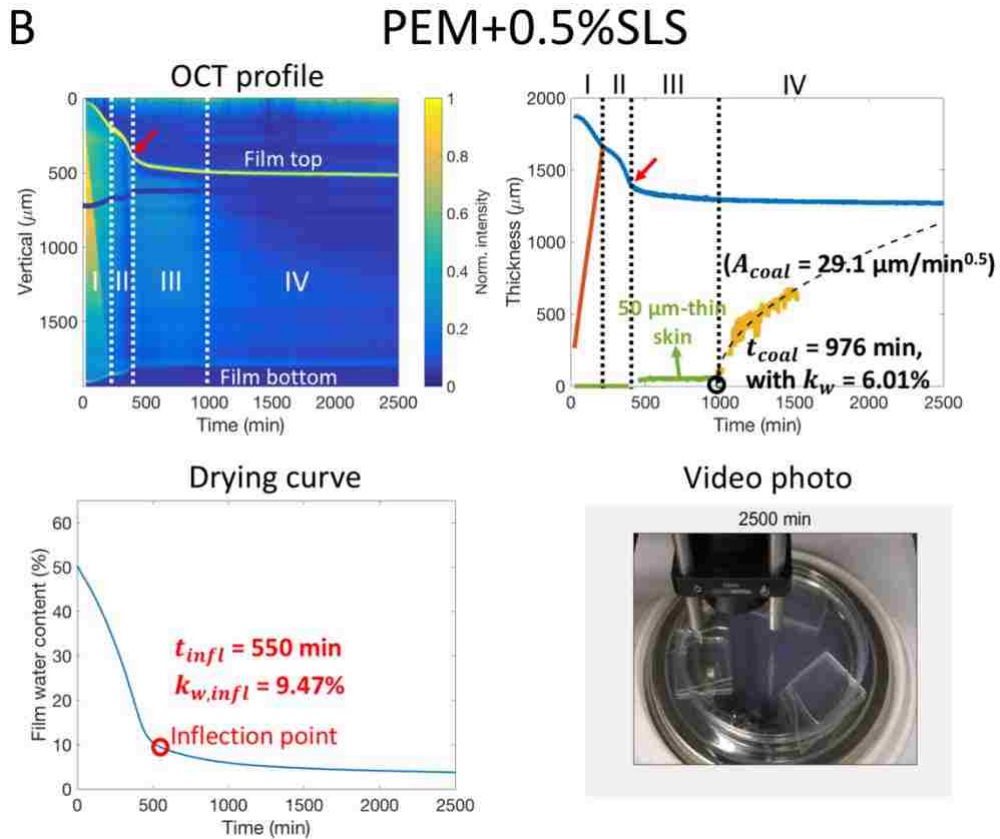 B
PEM+0.5%SLS
OCT profile
0
500
1000
1500
Vertical (μm)
Film top
I
II
III
IV
Film bottom
0 500 1000 1500 2000 2500
Time (min)
1
0.8
0.6
0.4
0.2
0
Norm. intensity
I II III IV
2000
1500
1000
500
0
Thickness (μm)
(A_coal = 29.1 μm/min^0.5)
50 μm-thin
skin
t_coal = 976 min,
with k_w = 6.01%
0 500 1000 1500 2000 2500
Time (min)
Drying curve
60
50
40
30
20
10
0
Film water content (%)
t_infl = 550 min
k_w,infl = 9.47%
Inflection point
0 500 1000 1500 2000 2500
Time (min)
Video photo
2500 min